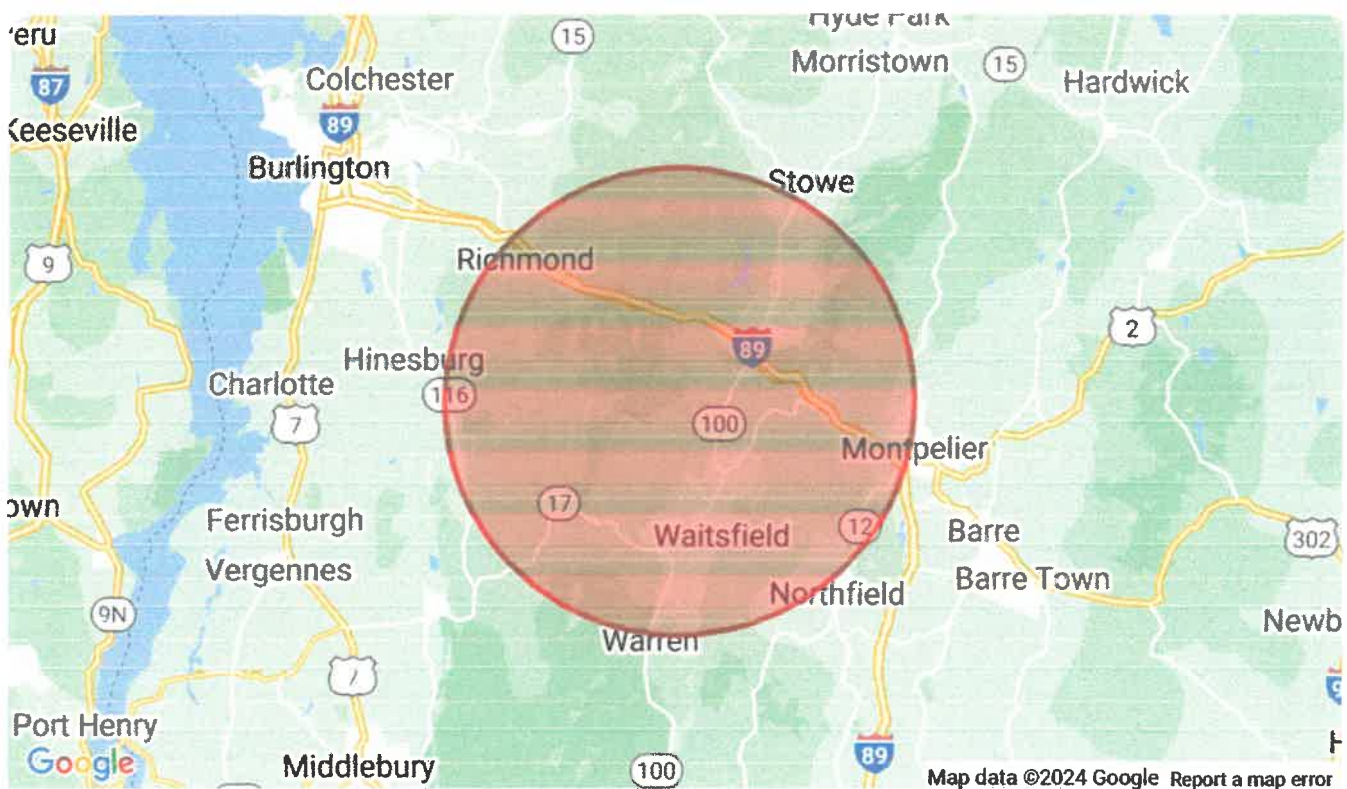 Hyde Park
15
Morristown
15
Colchester
Hardwick
87
89
Keeseville
Burlington
Stowe
9
Richmond
2
89
Hinesburg
Charlotte
116
7
100
Montpelier
17
Waitsfield
12
Ferrisburgh
Barre
302
Vergennes
Barre Town
Northfield
9N
Newb
Warren
7
Port Henry
Google
Middlebury
100
89
Map data ©2024 Google Report a map error